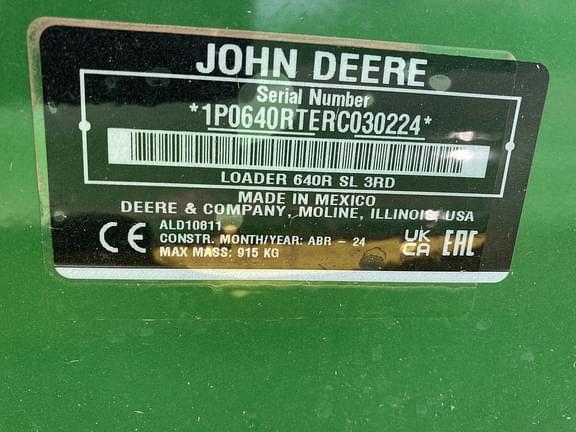 JOHN DEERE
Serial Number
*1P0640RTERC030224*
LOADER 640R SL 3RD
MADE IN MEXICO
DEERE & COMPANY, MOLINE, ILLINOIS, USA
ALD10811
CONSTR. MONTH/YEAR: ABR - 24
MAX MASS: 915 KG
CE
UK
CA
EAC